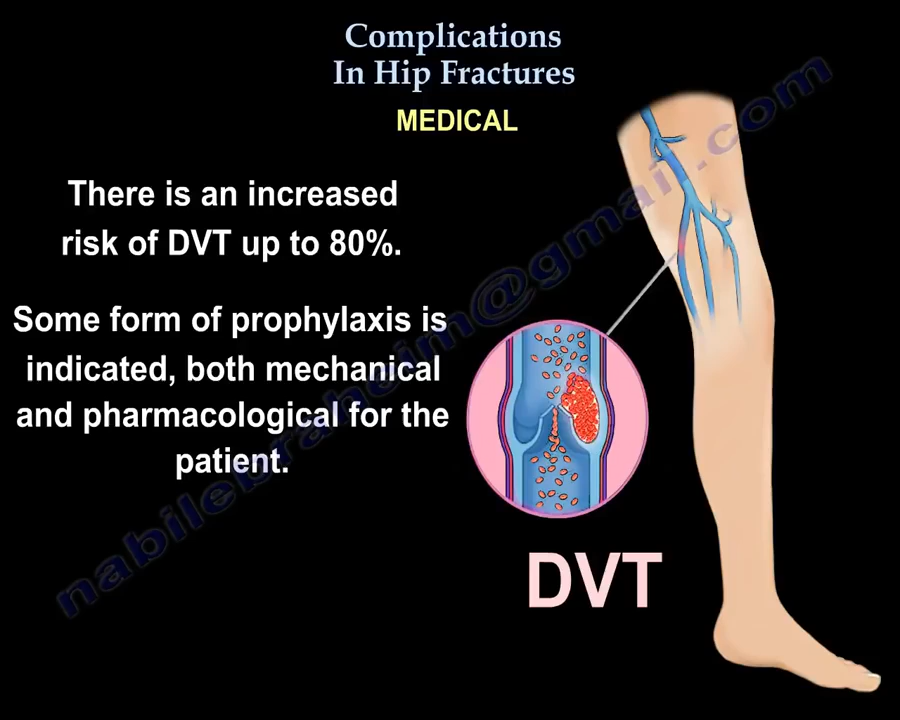 Complications
In Hip Fractures
MEDICAL
There is an increased
risk of DVT up to 80%.
Some form of prophylaxis is
indicated, both mechanical
and pharmacological for the
patient.
DVT
nabilebraheim@gmail.com